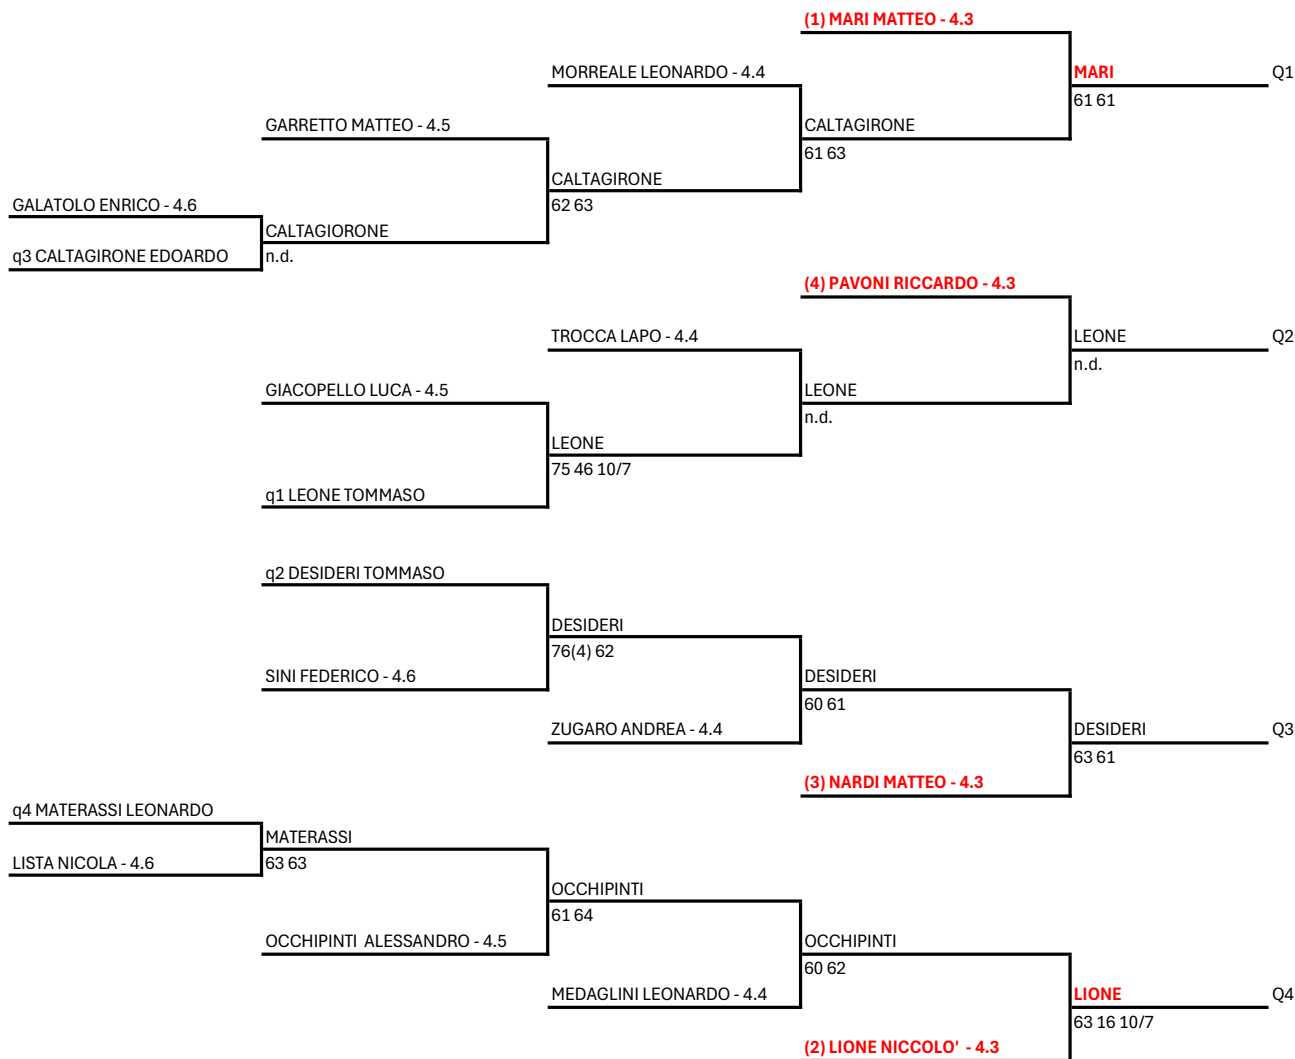 (1) MARI MATTEO - 4.3
MORREALE LEONARDO - 4.4
MARI
Q1
61 61
GARRETTO MATTEO - 4.5
CALTAGIRONE
61 63
CALTAGIRONE
62 63
GALATOLO ENRICO - 4.6
CALTAGIORONE
n.d.
q3 CALTAGIRONE EDOARDO
(4) PAVONI RICCARDO - 4.3
TROCCA LAPO - 4.4
LEONE
Q2
n.d.
GIACOPELLO LUCA - 4.5
LEONE
n.d.
LEONE
75 46 10/7
q1 LEONE TOMMASO
q2 DESIDERI TOMMASO
DESIDERI
76(4) 62
SINI FEDERICO - 4.6
DESIDERI
60 61
ZUGARO ANDREA - 4.4
DESIDERI
Q3
63 61
(3) NARDI MATTEO - 4.3
q4 MATERASSI LEONARDO
MATERASSI
63 63
LISTA NICOLA - 4.6
OCCHIPINTI
61 64
OCCHIPINTI  ALESSANDRO - 4.5
OCCHIPINTI
60 62
MEDAGLINI LEONARDO - 4.4
LIONE
Q4
63 16 10/7
(2) LIONE NICCOLO'  - 4.3